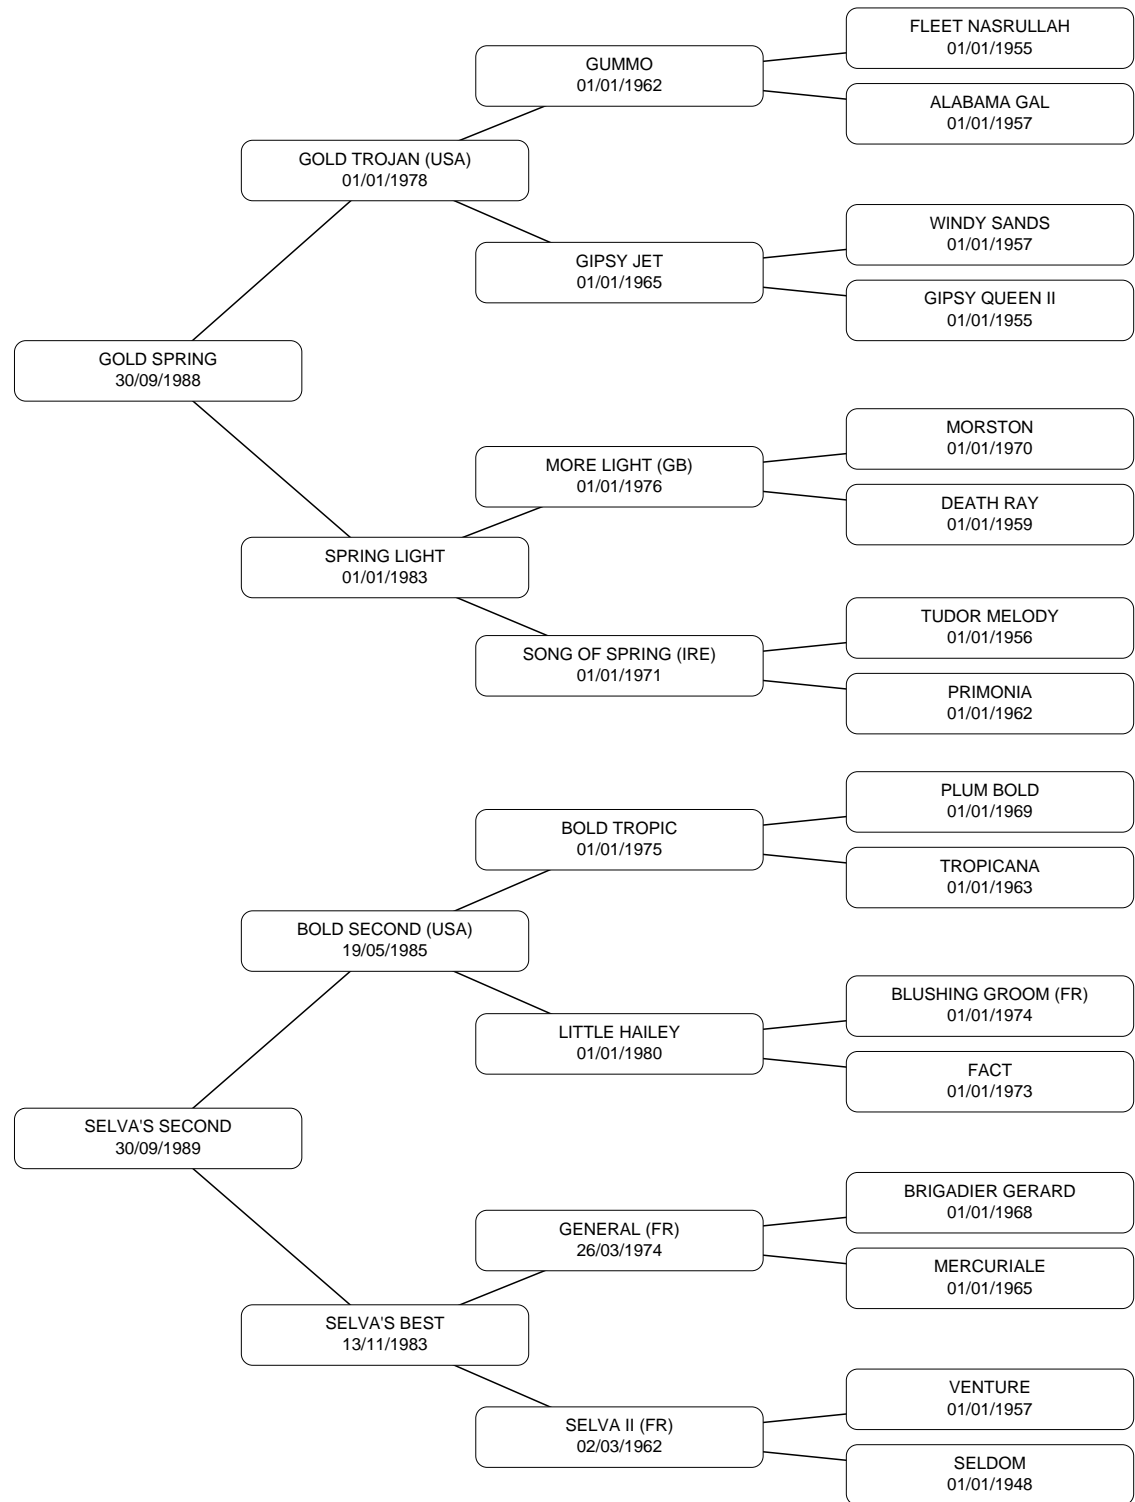 FLEET NASRULLAH
01/01/1955
GUMMO
01/01/1962
ALABAMA GAL
01/01/1957
GOLD TROJAN (USA)
01/01/1978
WINDY SANDS
01/01/1957
GIPSY JET
01/01/1965
GIPSY QUEEN II
01/01/1955
GOLD SPRING
30/09/1988
MORSTON
01/01/1970
MORE LIGHT (GB)
01/01/1976
DEATH RAY
01/01/1959
SPRING LIGHT
01/01/1983
TUDOR MELODY
01/01/1956
SONG OF SPRING (IRE)
01/01/1971
PRIMONIA
01/01/1962
PLUM BOLD
01/01/1969
BOLD TROPIC
01/01/1975
TROPICANA
01/01/1963
BOLD SECOND (USA)
19/05/1985
BLUSHING GROOM (FR)
01/01/1974
LITTLE HAILEY
01/01/1980
FACT
01/01/1973
SELVA'S SECOND
30/09/1989
BRIGADIER GERARD
01/01/1968
GENERAL (FR)
26/03/1974
MERCURIALE
01/01/1965
SELVA'S BEST
13/11/1983
VENTURE
01/01/1957
SELVA II (FR)
02/03/1962
SELDOM
01/01/1948